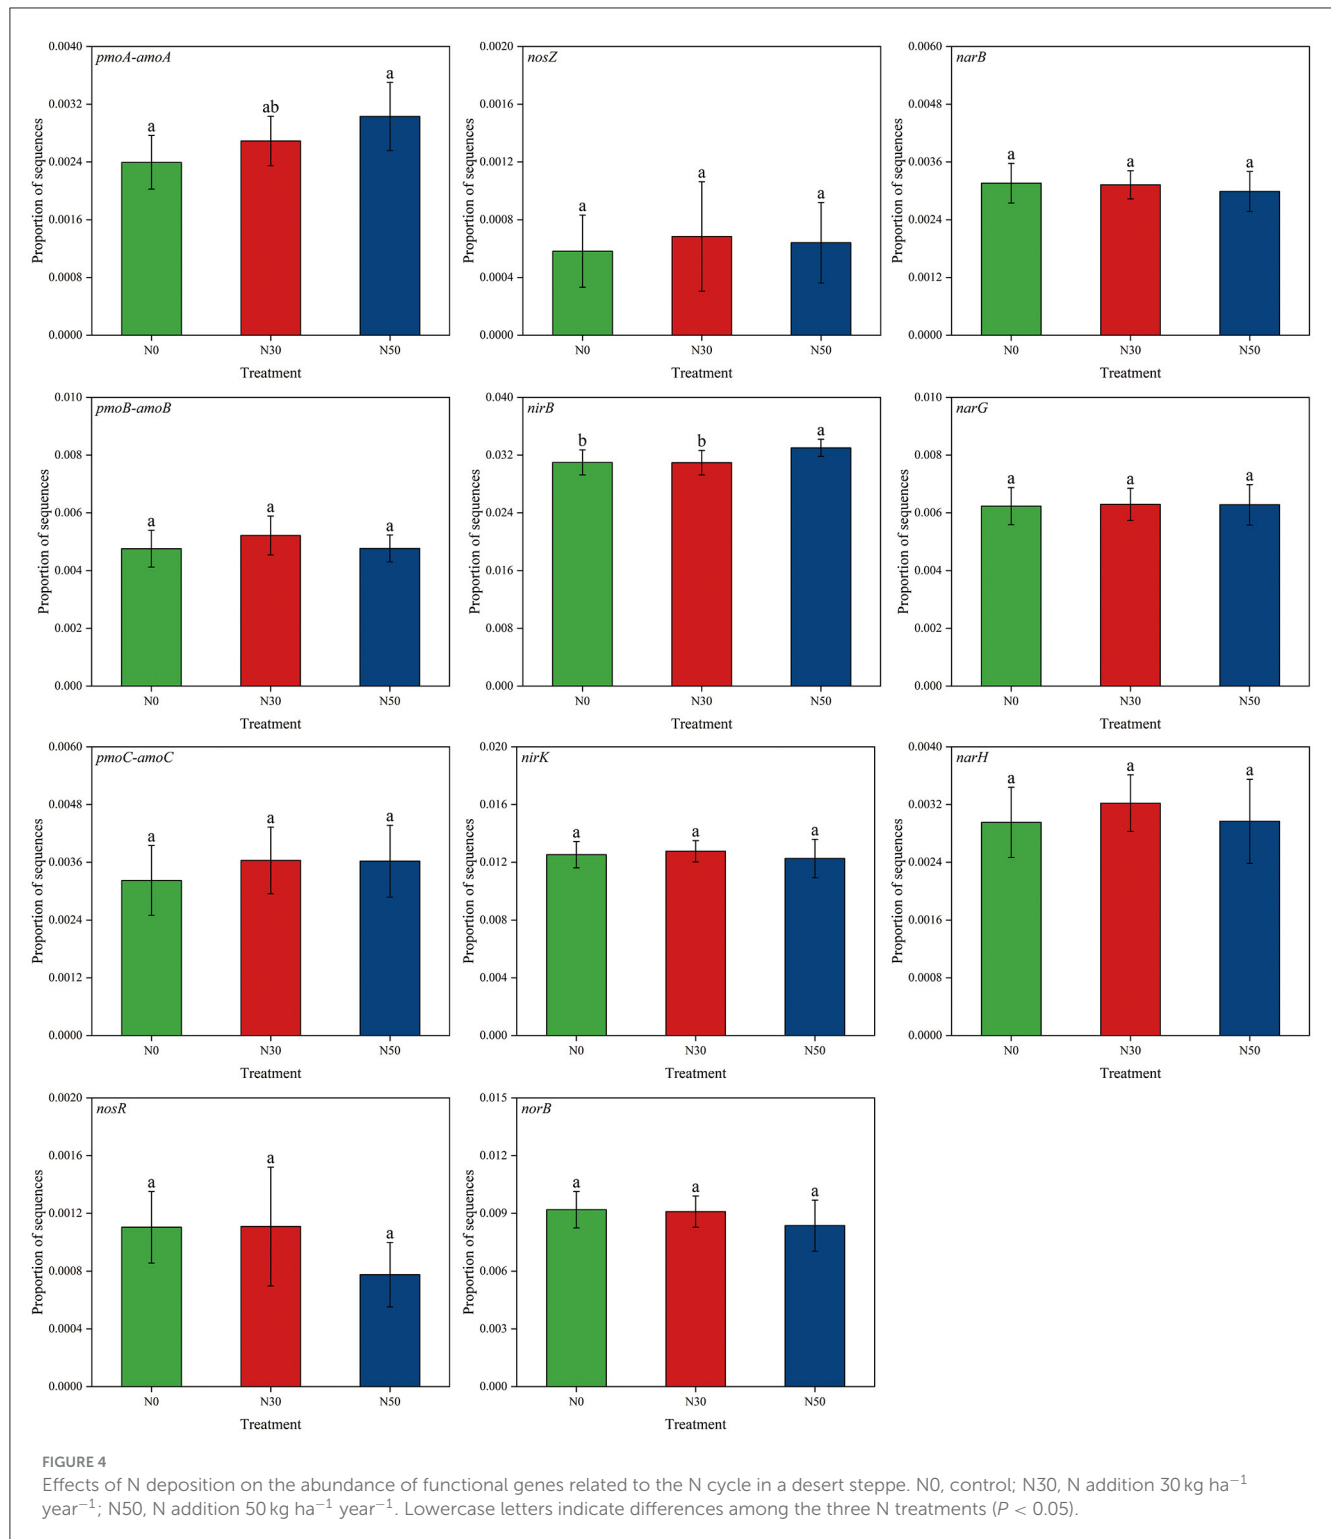 pmoA-amoA
0.0040
0.0032
0.0024
0.0016
0.0008
0.0000
Proportion of sequences
a
ab
a
N0 N30 N50
Treatment
nosZ
0.0020
0.0016
0.0012
0.0008
0.0004
0.0000
Proportion of sequences
a
a
a
N0 N30 N50
Treatment
narB
0.0060
0.0048
0.0036
0.0024
0.0012
0.0000
Proportion of sequences
a
a
a
N0 N30 N50
Treatment
pmoB-amoB
0.010
0.008
0.006
0.004
0.002
0.000
Proportion of sequences
a
a
a
N0 N30 N50
Treatment
nirB
0.040
0.032
0.024
0.016
0.008
0.000
Proportion of sequences
b
b
a
N0 N30 N50
Treatment
narG
0.010
0.008
0.006
0.004
0.002
0.000
Proportion of sequences
a
a
a
N0 N30 N50
Treatment
pmoC-amoC
0.0060
0.0048
0.0036
0.0024
0.0012
0.0000
Proportion of sequences
a
a
a
N0 N30 N50
Treatment
nirK
0.020
0.016
0.012
0.008
0.004
0.000
Proportion of sequences
a
a
a
N0 N30 N50
Treatment
narH
0.0040
0.0032
0.0024
0.0016
0.0008
0.0000
Proportion of sequences
a
a
a
N0 N30 N50
Treatment
nosR
0.0020
0.0016
0.0012
0.0008
0.0004
0.0000
Proportion of sequences
a
a
a
N0 N30 N50
Treatment
norB
0.015
0.012
0.009
0.006
0.003
0.000
Proportion of sequences
a
a
a
N0 N30 N50
Treatment
FIGURE 4
Effects of N deposition on the abundance of functional genes related to the N cycle in a desert steppe. N0, control; N30, N addition 30 kg ha⁻¹
year⁻¹; N50, N addition 50 kg ha⁻¹ year⁻¹. Lowercase letters indicate differences among the three N treatments (P < 0.05).